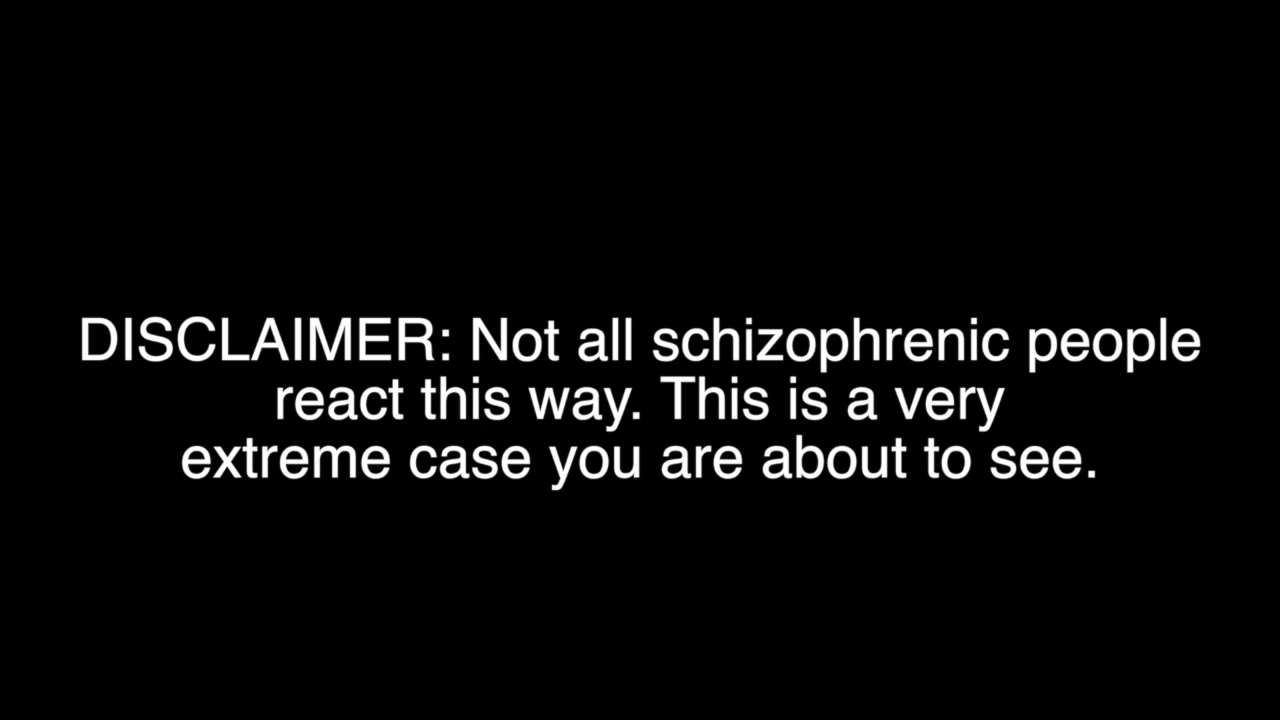 DISCLAIMER: Not all schizophrenic people
react this way. This is a very
extreme case you are about to see.